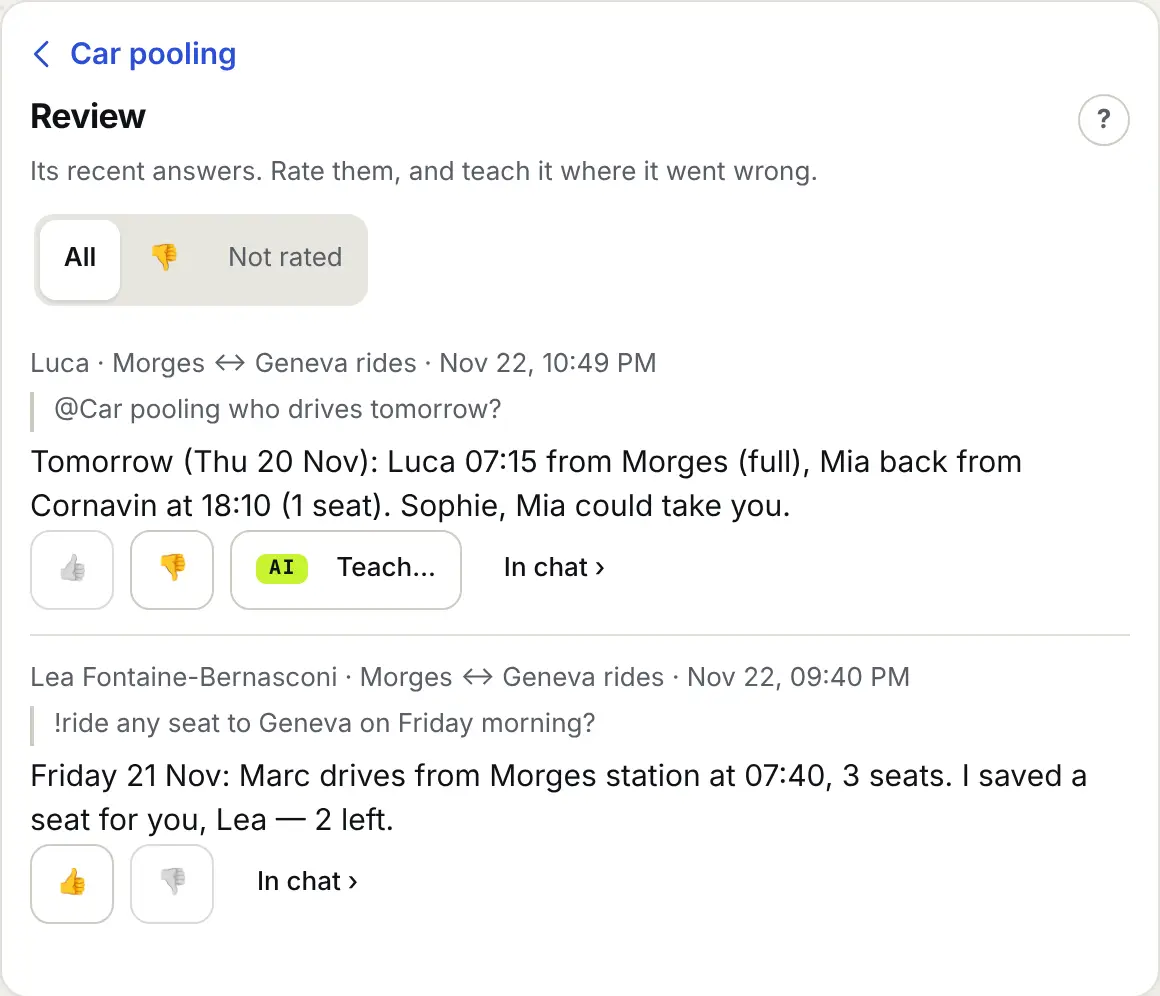 Car pooling
Review
?
Its recent answers. Rate them, and teach it where it went wrong.
All 👎 Not rated
Luca · Morges ↔ Geneva rides · Nov 22, 10:49 PM
@Car pooling who drives tomorrow?
Tomorrow (Thu 20 Nov): Luca 07:15 from Morges (full), Mia back from
Cornavin at 18:10 (1 seat). Sophie, Mia could take you.
👍 👎 AI Teach... In chat ›
Lea Fontaine-Bernasconi · Morges ↔ Geneva rides · Nov 22, 09:40 PM
!ride any seat to Geneva on Friday morning?
Friday 21 Nov: Marc drives from Morges station at 07:40, 3 seats. I saved a
seat for you, Lea — 2 left.
👍 👎 In chat ›